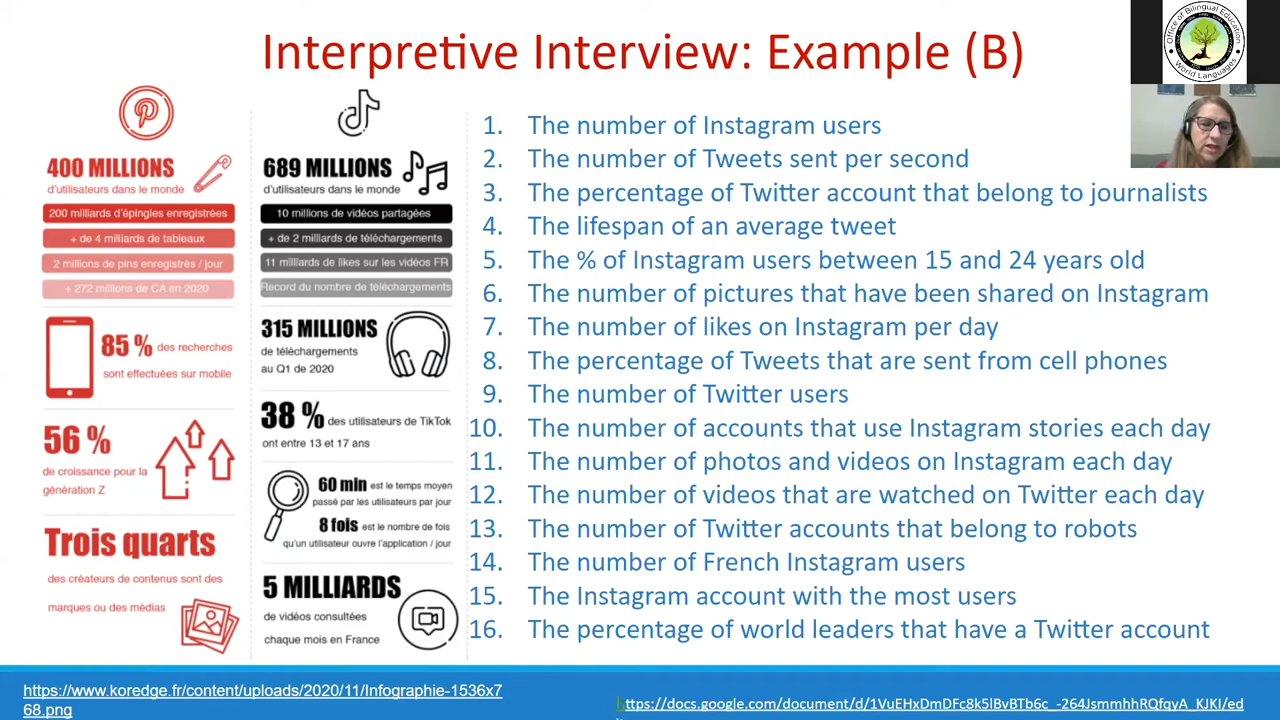 Interpretive Interview: Example (B)
Office of Bilingual Education
World Languages
400 MILLIONS
d'utilisateurs dans le monde
200 milliards d'épingles enregistrées
+ de 4 milliards de tableaux
2 millions de pins enregistrés / jour
+ 272 millions de CA en 2020
85 % des recherches
sont effectuées sur mobile
56 %
de croissance pour la
génération Z
Trois quarts
des créateurs de contenus sont des
marques ou des médias
689 MILLIONS
d'utilisateurs dans le monde
10 millions de vidéos partagées
+ de 2 milliards de téléchargements
11 milliards de likes sur les vidéos FR
Record du nombre de téléchargements
315 MILLIONS
de téléchargements
au Q1 de 2020
38 % des utilisateurs de TikTok
ont entre 13 et 17 ans
60 min est le temps moyen
passé par les utilisateurs par jour
8 fois est le nombre de fois
qu'un utilisateur ouvre l'application / jour
5 MILLIARDS
de vidéos consultées
chaque mois en France
1. The number of Instagram users
2. The number of Tweets sent per second
3. The percentage of Twitter account that belong to journalists
4. The lifespan of an average tweet
5. The % of Instagram users between 15 and 24 years old
6. The number of pictures that have been shared on Instagram
7. The number of likes on Instagram per day
8. The percentage of Tweets that are sent from cell phones
9. The number of Twitter users
10. The number of accounts that use Instagram stories each day
11. The number of photos and videos on Instagram each day
12. The number of videos that are watched on Twitter each day
13. The number of Twitter accounts that belong to robots
14. The number of French Instagram users
15. The Instagram account with the most users
16. The percentage of world leaders that have a Twitter account
https://www.koredge.fr/content/uploads/2020/11/Infographie-1536x7
68.png
https://docs.google.com/document/d/1VuEHxDmDFc8k5lBvBTb6c_-264JsmmhhRQfqyA_KJKI/ed